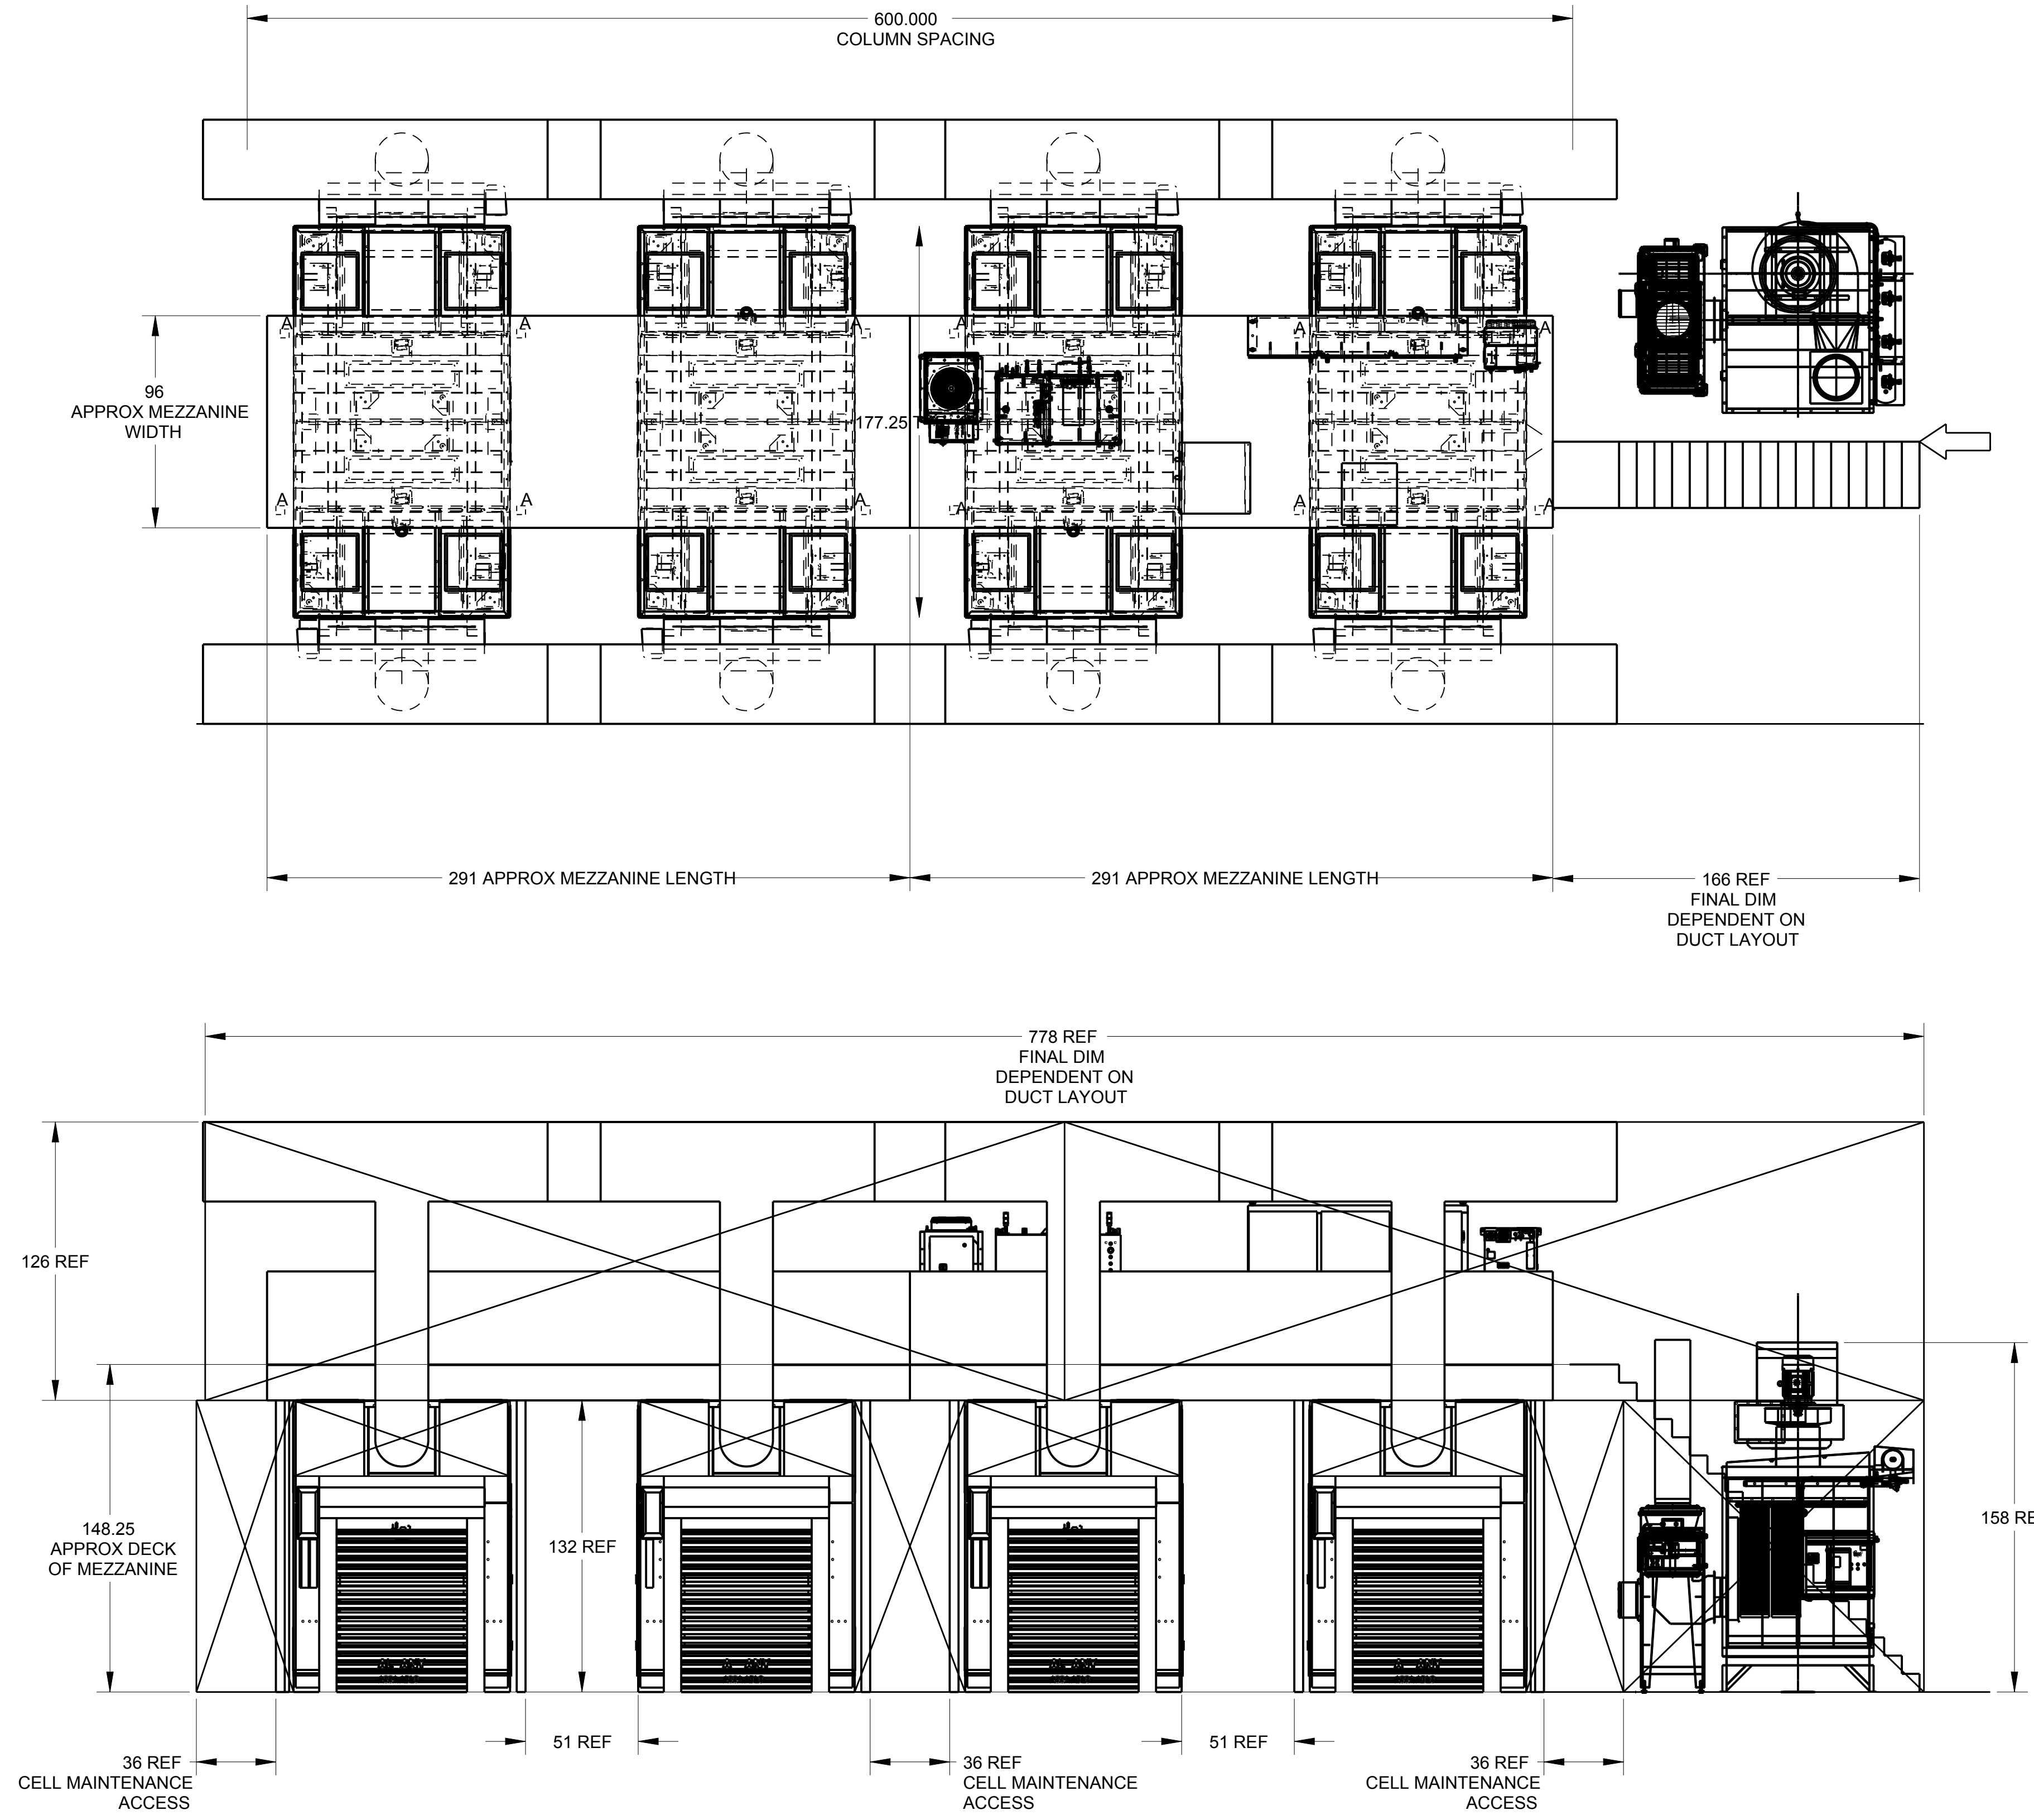 600.000
COLUMN SPACING
A
A
A
A
A
A
96
APPROX MEZZANINE
WIDTH
177.25
A
A
A
A
A
A
291 APPROX MEZZANINE LENGTH
291 APPROX MEZZANINE LENGTH
166 REF
FINAL DIM
DEPENDENT ON
DUCT LAYOUT
778 REF
FINAL DIM
DEPENDENT ON
DUCT LAYOUT
126 REF
148.25
APPROX DECK
OF MEZZANINE
132 REF
158 RE
51 REF
51 REF
36 REF
CELL MAINTENANCE
ACCESS
36 REF
CELL MAINTENANCE
ACCESS
36 REF
CELL MAINTENANCE
ACCESS